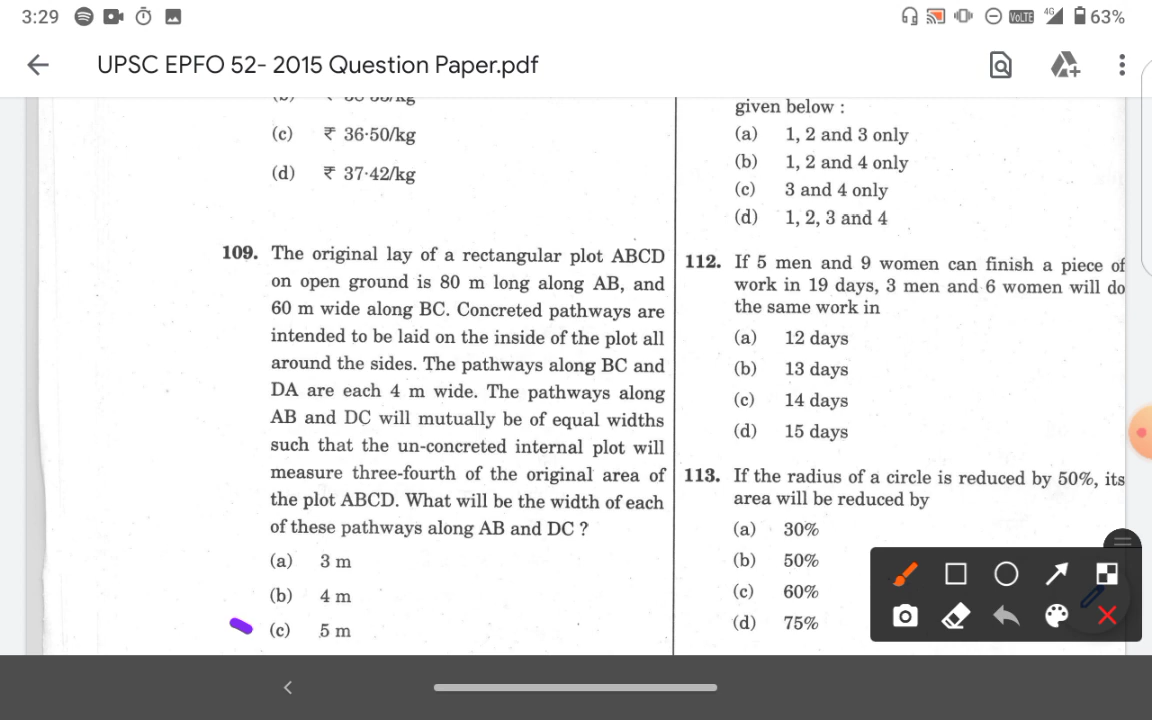 3:29
VoLTE 4G 63%
UPSC EPFO 52- 2015 Question Paper.pdf
(c) ₹ 36·50/kg
(d) ₹ 37·42/kg
109. The original lay of a rectangular plot ABCD
on open ground is 80 m long along AB, and
60 m wide along BC. Concreted pathways are
intended to be laid on the inside of the plot all
around the sides. The pathways along BC and
DA are each 4 m wide. The pathways along
AB and DC will mutually be of equal widths
such that the un-concreted internal plot will
measure three-fourth of the original area of
the plot ABCD. What will be the width of each
of these pathways along AB and DC ?
(a) 3 m
(b) 4 m
(c) 5 m
given below :
(a) 1, 2 and 3 only
(b) 1, 2 and 4 only
(c) 3 and 4 only
(d) 1, 2, 3 and 4
112. If 5 men and 9 women can finish a piece of
work in 19 days, 3 men and 6 women will do
the same work in
(a) 12 days
(b) 13 days
(c) 14 days
(d) 15 days
113. If the radius of a circle is reduced by 50%, its
area will be reduced by
(a) 30%
(b) 50%
(c) 60%
(d) 75%